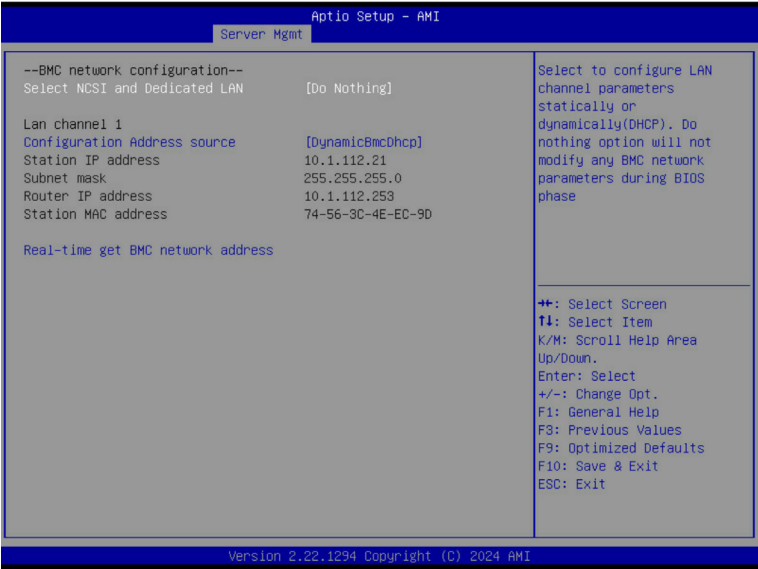 Aptio Setup – AMI
Server Mgmt
--BMC network configuration--
Select NCSI and Dedicated LAN [Do Nothing]
Lan channel 1
Configuration Address source [DynamicBmcDhcp]
Station IP address 10.1.112.21
Subnet mask 255.255.255.0
Router IP address 10.1.112.253
Station MAC address 74-56-3C-4E-EC-9D
Real-time get BMC network address
Select to configure LAN
channel parameters
statically or
dynamically(DHCP). Do
nothing option will not
modify any BMC network
parameters during BIOS
phase
→←: Select Screen
↑↓: Select Item
K/M: Scroll Help Area
Up/Down.
Enter: Select
+/-: Change Opt.
F1: General Help
F3: Previous Values
F9: Optimized Defaults
F10: Save & Exit
ESC: Exit
Version 2.22.1294 Copyright (C) 2024 AMI